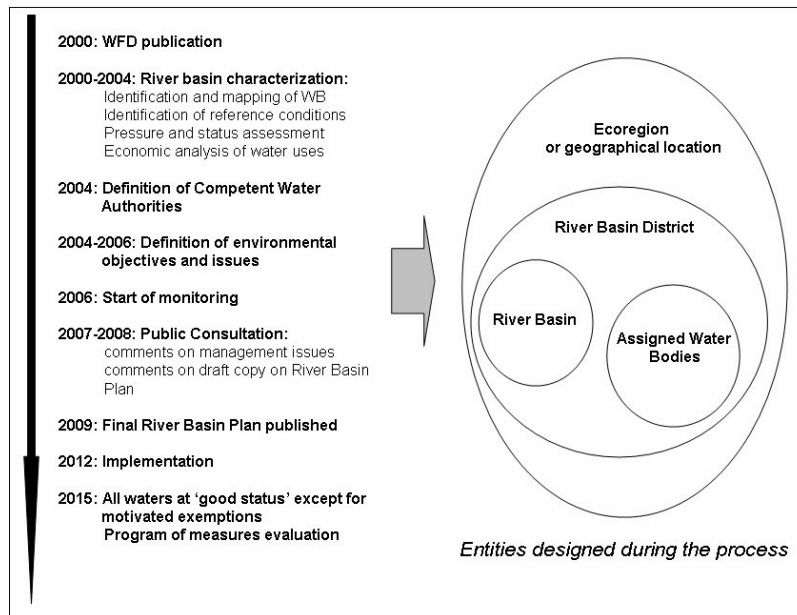 2000: WFD publication
2000-2004: River basin characterization:
Identification and mapping of WB
Identification of reference conditions
Pressure and status assessment
Economic analysis of water uses
2004: Definition of Competent Water
Authorities
2004-2006: Definition of environmental
objectives and issues
2006: Start of monitoring
2007-2008: Public Consultation:
comments on management issues
comments on draft copy on River Basin
Plan
2009: Final River Basin Plan published
2012: Implementation
2015: All waters at ‘good status’ except for
motivated exemptions
Program of measures evaluation
Ecoregion
or geographical location
River Basin District
River Basin
Assigned Water
Bodies
Entities designed during the process